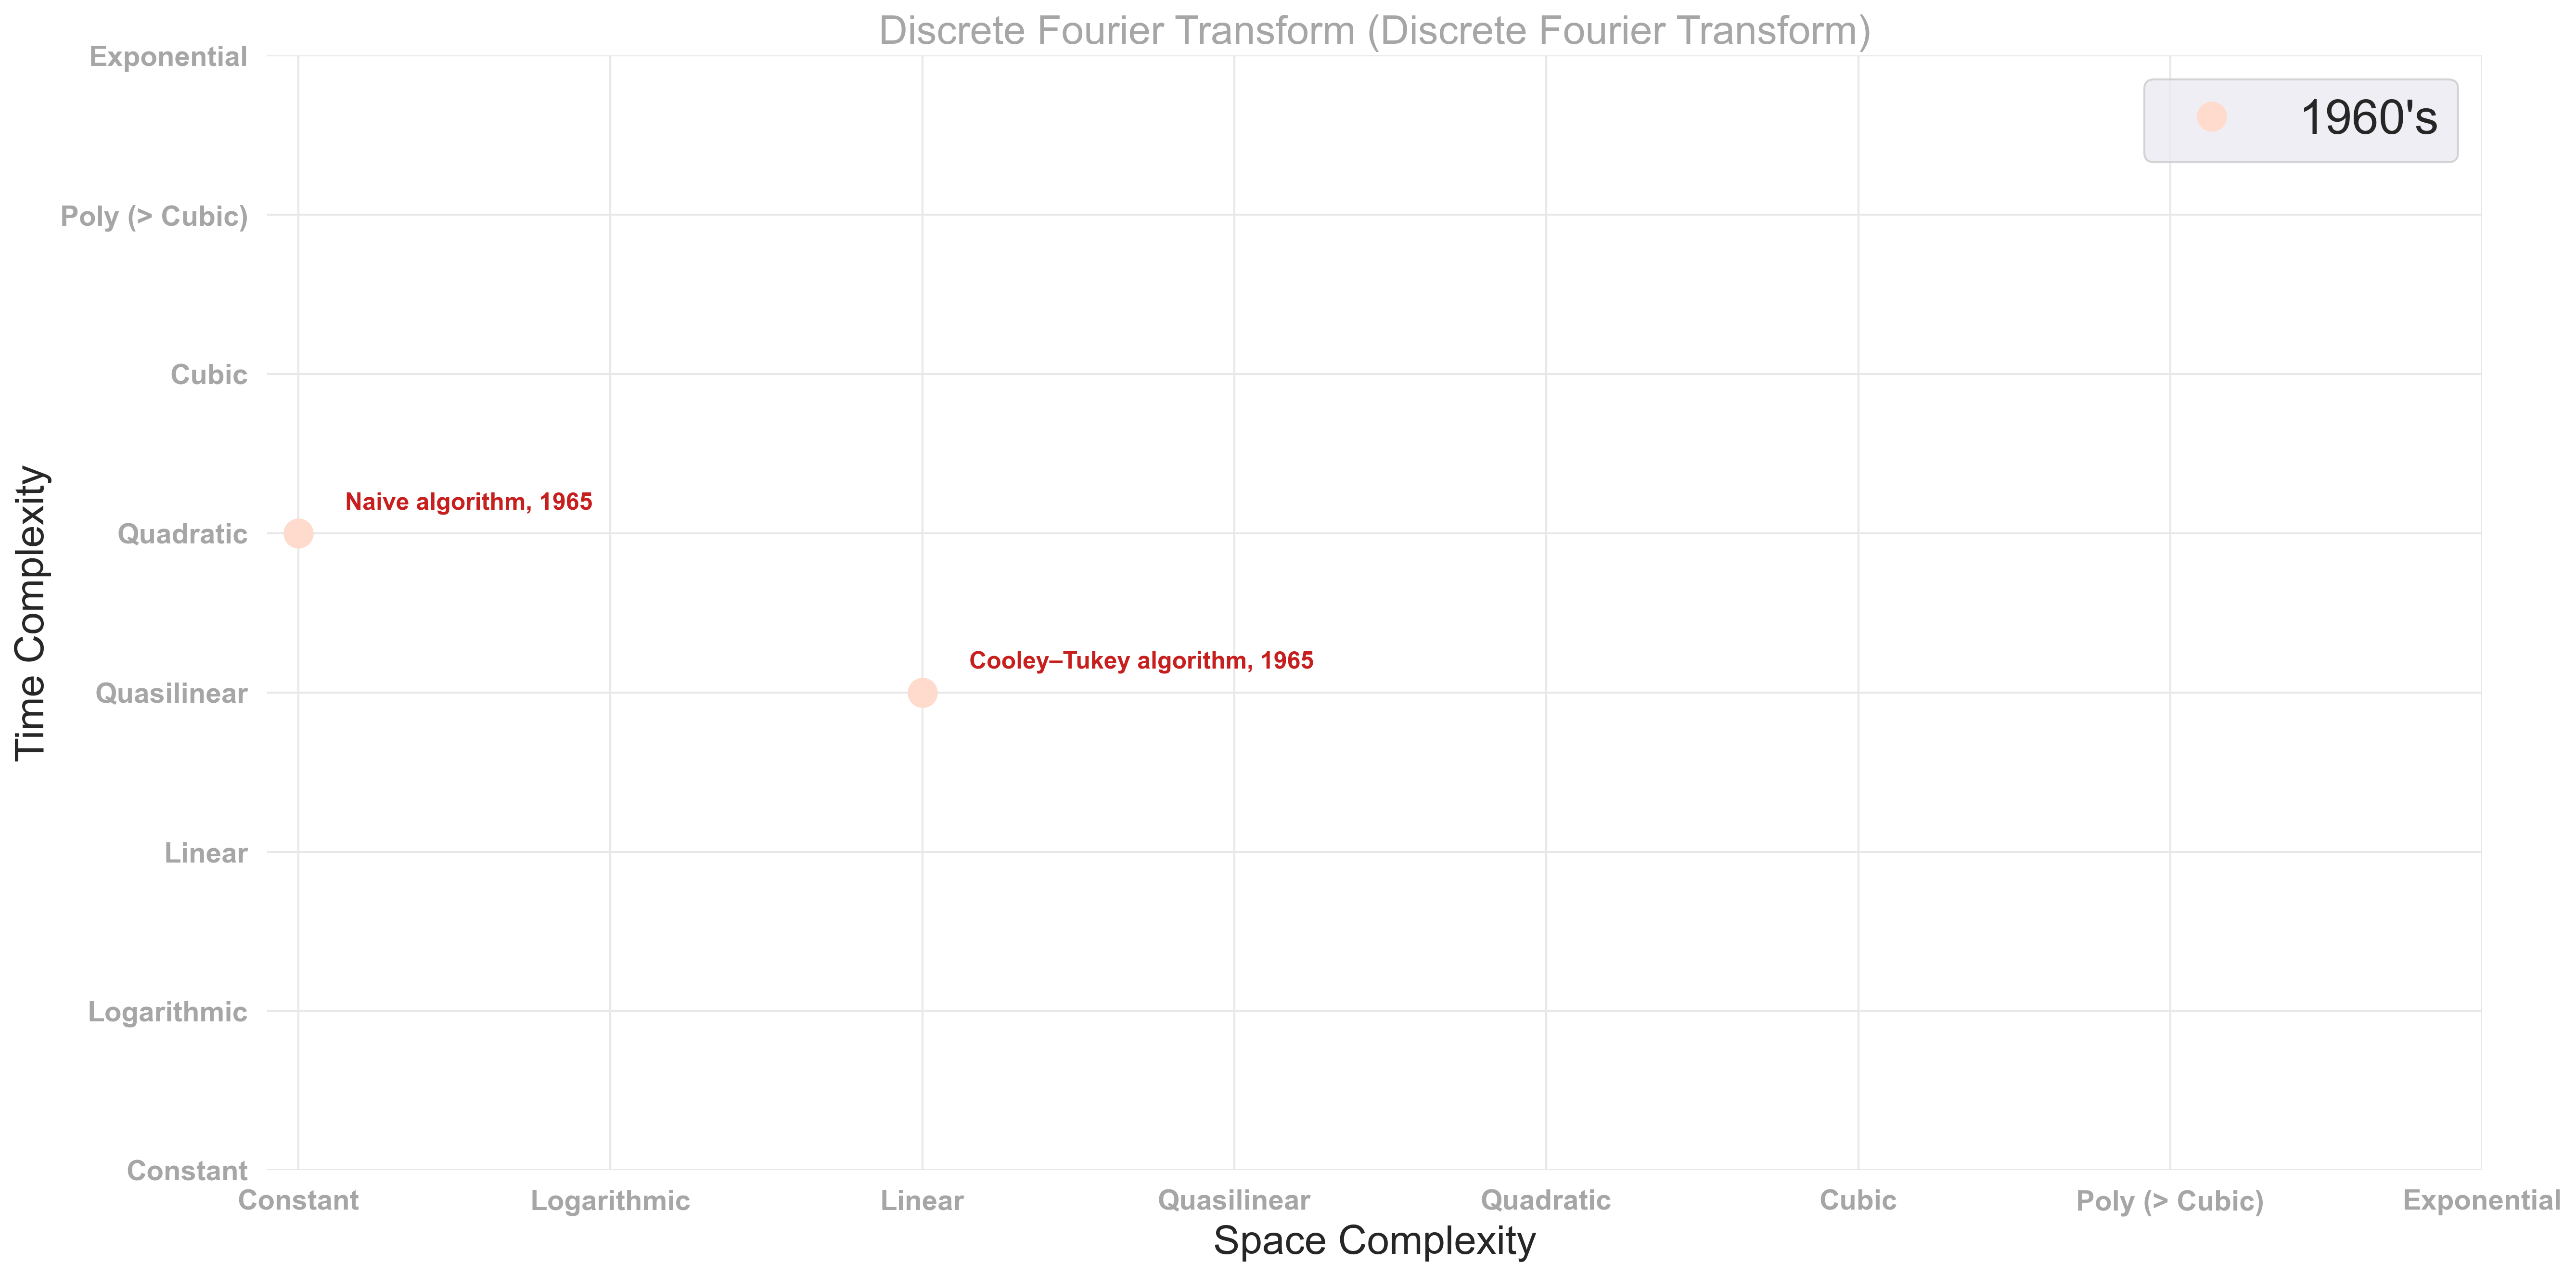 Discrete Fourier Transform (Discrete Fourier Transform)
Exponential
1960's
Poly (> Cubic)
Cubic
Naive algorithm, 1965
Quadratic
Cooley–Tukey algorithm, 1965
Quasilinear
Time Complexity
Linear
Logarithmic
Constant
Constant Logarithmic Linear Quasilinear Quadratic Cubic Poly (> Cubic) Exponential
Space Complexity